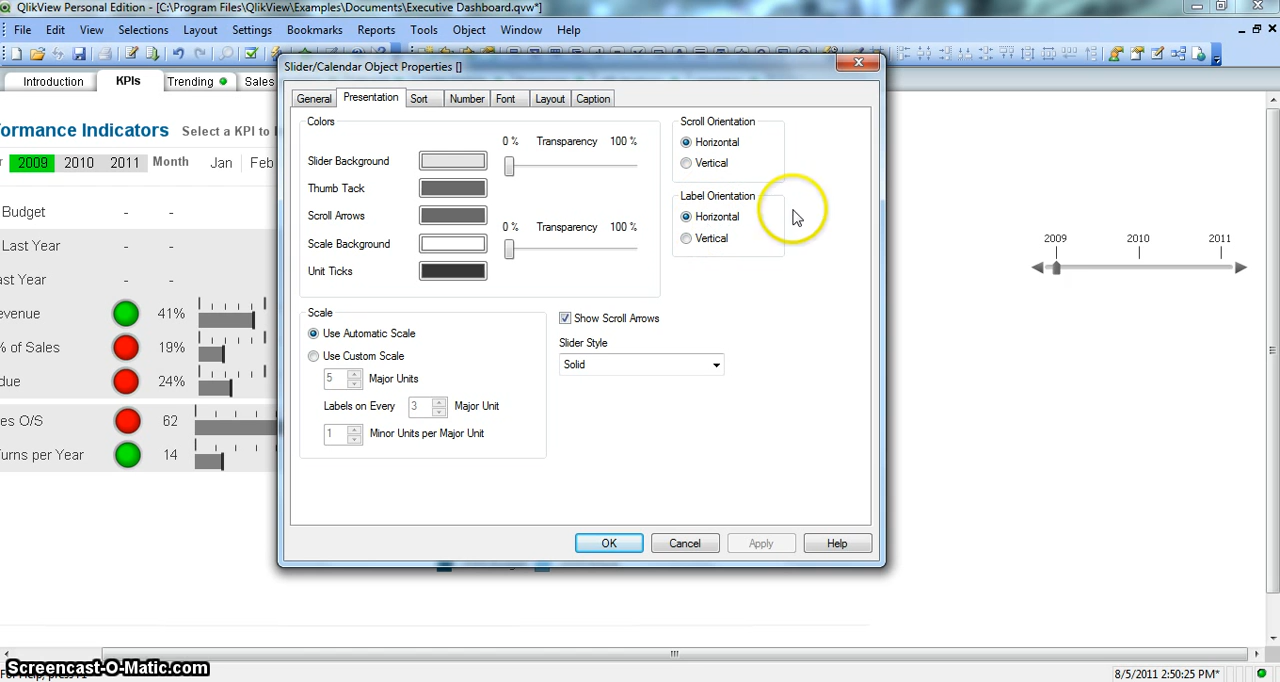 QlikView Personal Edition - [C:\Program Files\QlikView\Examples\Documents\Executive Dashboard.qvw*]
File Edit View Selections Layout Settings Bookmarks Reports Tools Object Window Help
Introduction KPIs Trending Sales
Slider/Calendar Object Properties []
General Presentation Sort Number Font Layout Caption
formance Indicators Select a KPI to
2009 2010 2011 Month Jan Feb
Budget - -
Last Year - -
ast Year - -
evenue 41%
% of Sales 19%
due 24%
es O/S 62
Turns per Year 14
Colors
0 % Transparency 100 %
Slider Background
Thumb Tack
Scroll Arrows
0 % Transparency 100 %
Scale Background
Unit Ticks
Scroll Orientation
Horizontal
Vertical
Label Orientation
Horizontal
Vertical
Scale
Use Automatic Scale
Use Custom Scale
5 Major Units
Labels on Every 3 Major Unit
1 Minor Units per Major Unit
Show Scroll Arrows
Slider Style
Solid
OK Cancel Apply Help
2009 2010 2011
Screencast-O-Matic.com
8/5/2011 2:50:25 PM*